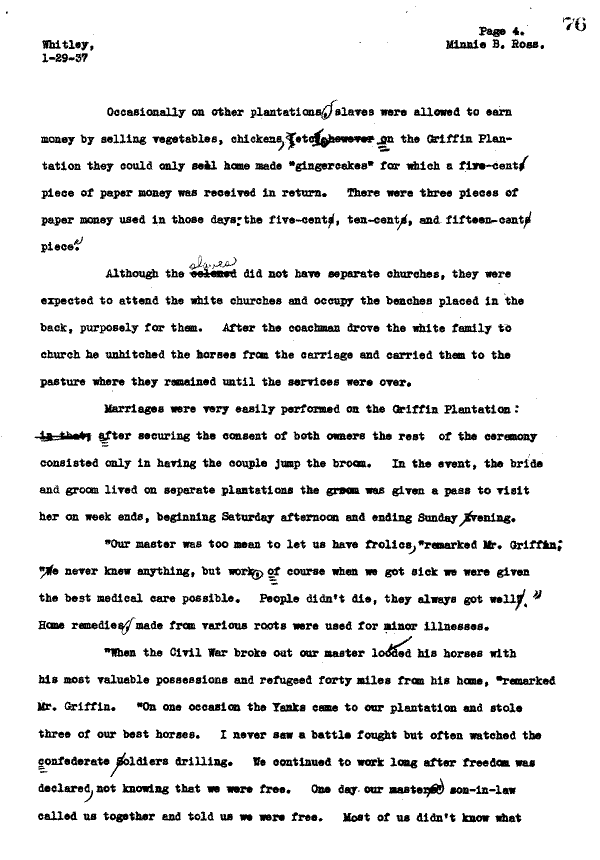 76
Page 4.
Whitley,
Minnie B. Ross.
1-29-37
Occasionally on other plantations, slaves were allowed to earn
money by selling vegetables, chickens, etc. however on the Griffin Plan-
tation they could only seal home made "gingercakes" for which a five-cent
piece of paper money was received in return. There were three pieces of
paper money used in those days: the five-cent, ten-cent, and fifteen-cent
piece."
slaves
Although the colored did not have separate churches, they were
expected to attend the white churches and occupy the benches placed in the
back, purposely for them. After the coachman drove the white family to
church he unhitched the horses from the carriage and carried them to the
pasture where they remained until the services were over.
Marriages were very easily performed on the Griffin Plantation:
in that, after securing the consent of both owners the rest of the ceremony
consisted only in having the couple jump the broom. In the event, the bride
and groom lived on separate plantations the groom was given a pass to visit
her on week ends, beginning Saturday afternoon and ending Sunday Evening.
"Our master was too mean to let us have frolics, "remarked Mr. Griffin;
"We never knew anything, but work, of course when we got sick we were given
the best medical care possible. People didn't die, they always got well. "
Home remedies, made from various roots were used for minor illnesses.
"When the Civil War broke out our master loaded his horses with
his most valuable possessions and refugeed forty miles from his home, "remarked
Mr. Griffin. "On one occasion the Yanks came to our plantation and stole
three of our best horses. I never saw a battle fought but often watched the
confederate Soldiers drilling. We continued to work long after freedom was
declared, not knowing that we were free. One day our master's son-in-law
called us together and told us we were free. Most of us didn't know what